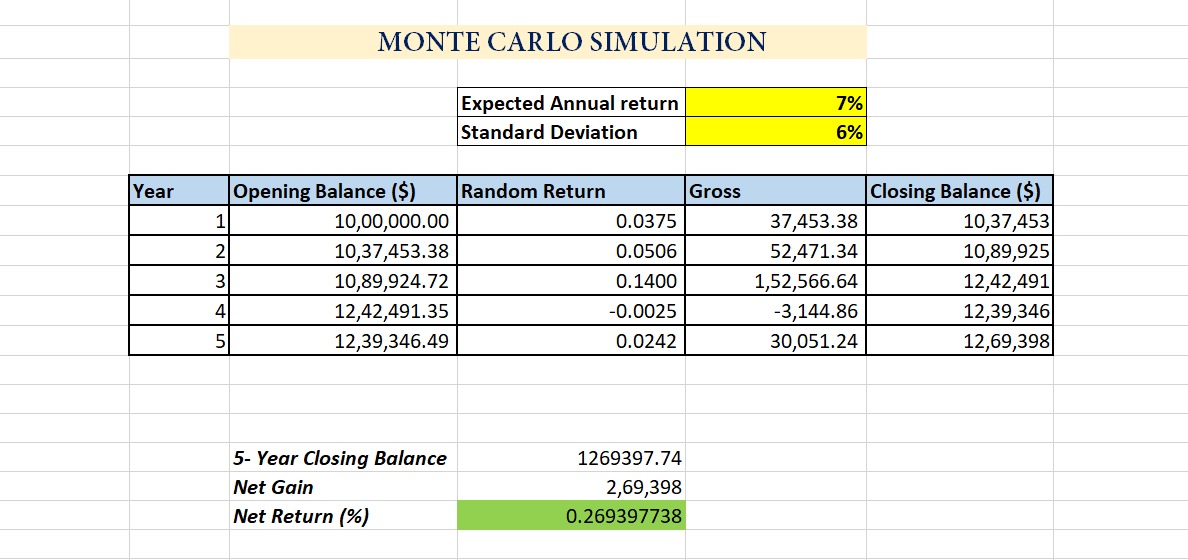 MONTE CARLO SIMULATION
Expected Annual return 7%
Standard Deviation 6%
Year Opening Balance ($) Random Return Gross Closing Balance ($)
1 10,00,000.00 0.0375 37,453.38 10,37,453
2 10,37,453.38 0.0506 52,471.34 10,89,925
3 10,89,924.72 0.1400 1,52,566.64 12,42,491
4 12,42,491.35 -0.0025 -3,144.86 12,39,346
5 12,39,346.49 0.0242 30,051.24 12,69,398
5- Year Closing Balance 1269397.74
Net Gain 2,69,398
Net Return (%) 0.269397738